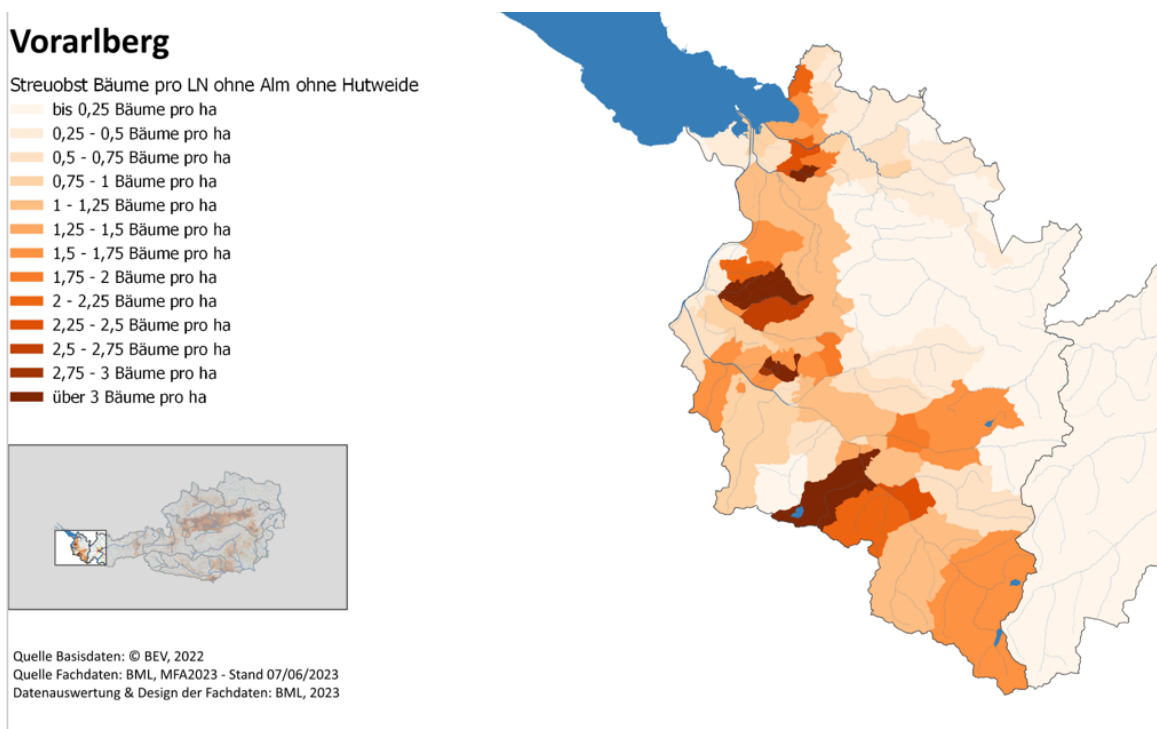 Vorarlberg
Streuobst Bäume pro LN ohne Alm ohne Hutweide
bis 0,25 Bäume pro ha
0,25 - 0,5 Bäume pro ha
0,5 - 0,75 Bäume pro ha
0,75 - 1 Bäume pro ha
1 - 1,25 Bäume pro ha
1,25 - 1,5 Bäume pro ha
1,5 - 1,75 Bäume pro ha
1,75 - 2 Bäume pro ha
2 - 2,25 Bäume pro ha
2,25 - 2,5 Bäume pro ha
2,5 - 2,75 Bäume pro ha
2,75 - 3 Bäume pro ha
über 3 Bäume pro ha
Quelle Basisdaten: © BEV, 2022
Quelle Fachdaten: BML, MFA2023 - Stand 07/06/2023
Datenauswertung & Design der Fachdaten: BML, 2023